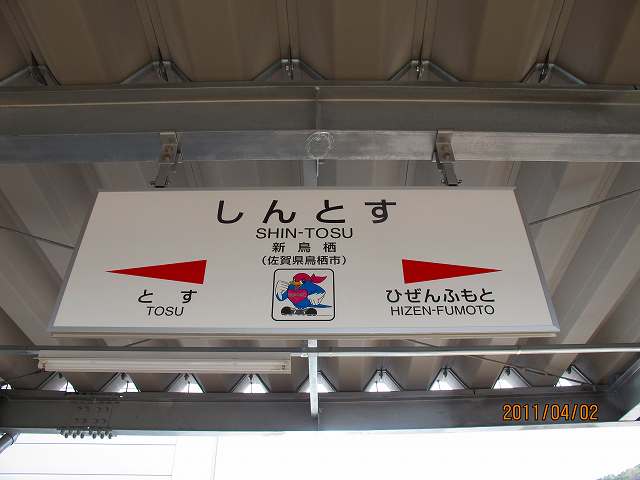 しんとす
SHIN-TOSU
新鳥栖
(佐賀県鳥栖市)
とす
TOSU
ひぜんふもと
HIZEN-FUMOTO
2011/04/02